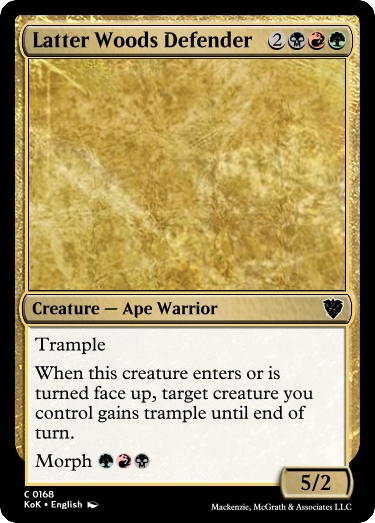 Latter Woods Defender 2
Creature — Ape Warrior
Trample
When this creature enters or is
turned face up, target creature you
control gains trample until end of
turn.
Morph
5/2
C 0168
KoK • English
Mackenzie, McGrath & Associates LLC